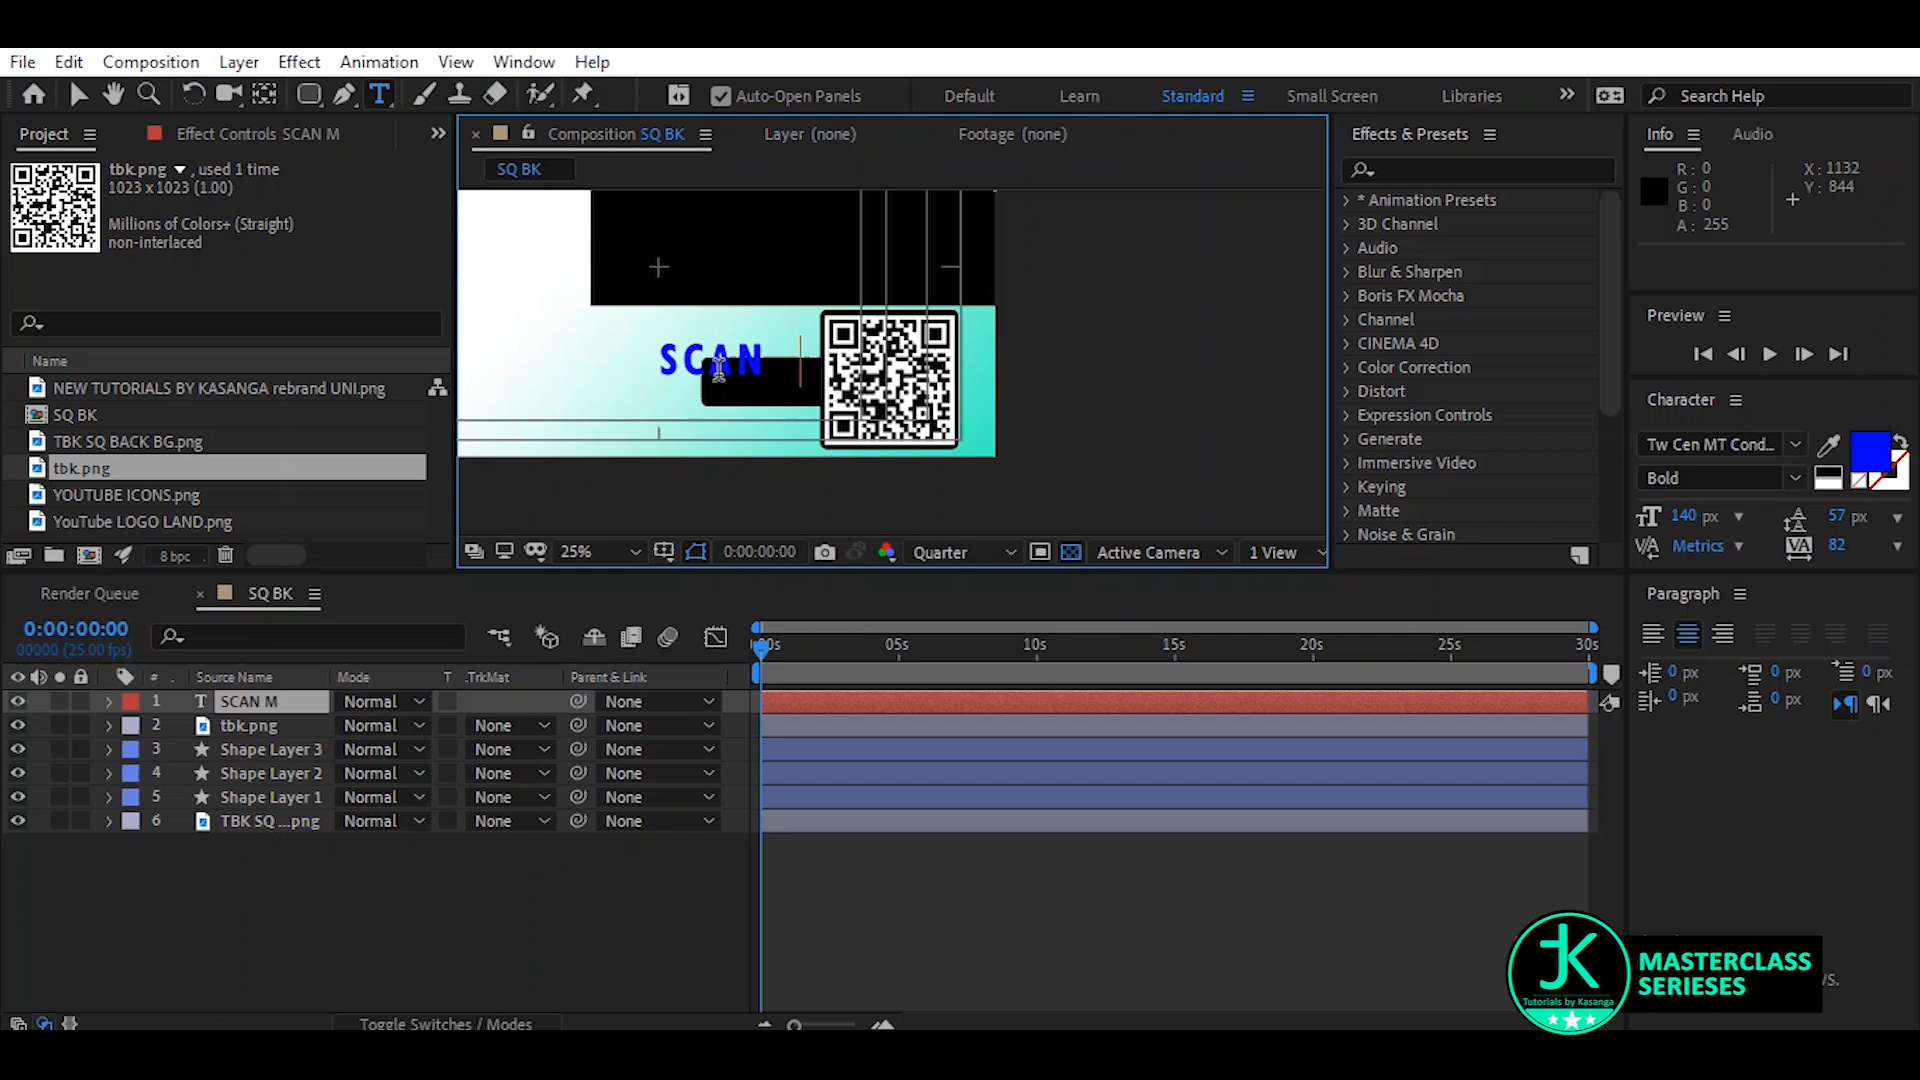 File Edit Composition Layer Effect Animation View Window Help
Auto-Open Panels Default Learn Standard Small Screen Libraries Search Help
Project Effect Controls SCAN M
tbk.png , used 1 time
1023 x 1023 (1.00)
Millions of Colors+ (Straight)
non-interlaced
Name
NEW TUTORIALS BY KASANGA rebrand UNI.png
SQ BK
TBK SQ BACK BG.png
tbk.png
YOUTUBE ICONS.png
YouTube LOGO LAND.png
8 bpc
Composition SQ BK Layer (none) Footage (none)
SQ BK
SCAN
25% 0:00:00:00 Quarter Active Camera 1 View
Effects & Presets
* Animation Presets
3D Channel
Audio
Blur & Sharpen
Boris FX Mocha
Channel
CINEMA 4D
Color Correction
Distort
Expression Controls
Generate
Immersive Video
Keying
Matte
Noise & Grain
Info Audio
R: 0 X: 1132
G: 0 Y: 844
B: 0
A: 255
Preview
Character
Tw Cen MT Cond...
Bold
140 px 57 px
Metrics 82
Paragraph
0 px 0 px 0 px
0 px 0 px
Render Queue SQ BK
0:00:00:00
00000 (25.00 fps)
05s 10s 15s 20s 25s 30s
# Source Name Mode T .TrkMat Parent & Link
1 T SCAN M Normal None
2 tbk.png Normal None None
3 Shape Layer 3 Normal None None
4 Shape Layer 2 Normal None None
5 Shape Layer 1 Normal None None
6 TBK SQ ...png Normal None None
Toggle Switches / Modes
JK
Tutorials by Kasanga
MASTERCLASS
SERIESES